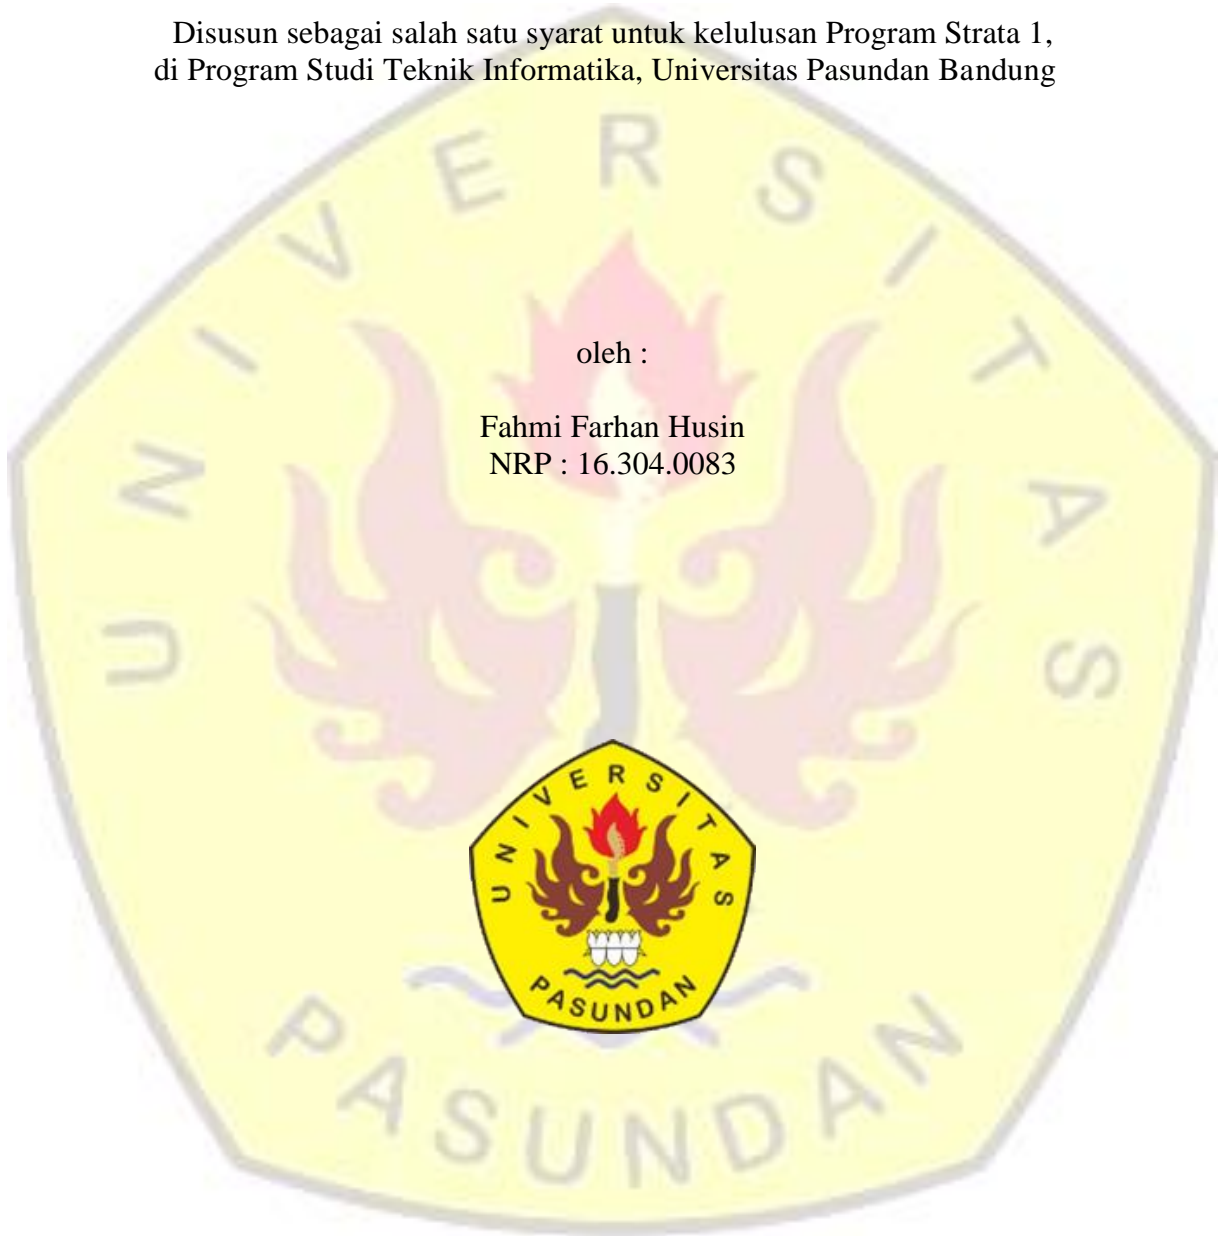 Disusun sebagai salah satu syarat untuk kelulusan Program Strata 1,
di Program Studi Teknik Informatika, Universitas Pasundan Bandung
UNIVERSITAS
oleh :
Fahmi Farhan Husin
NRP : 16.304.0083
UNIVERSITAS
PASUNDAN
PASUNDAN